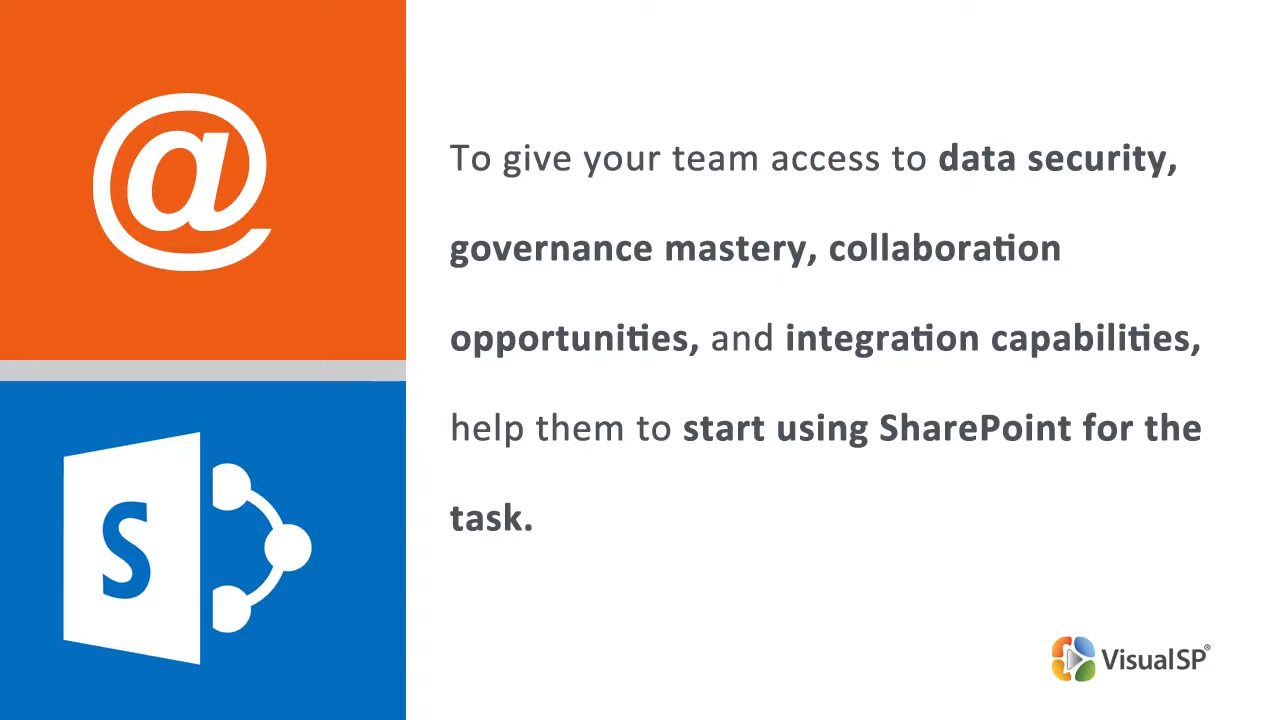 @
S
To give your team access to data security,
governance mastery, collaboration
opportunities, and integration capabilities,
help them to start using SharePoint for the
task.
VisualSP®